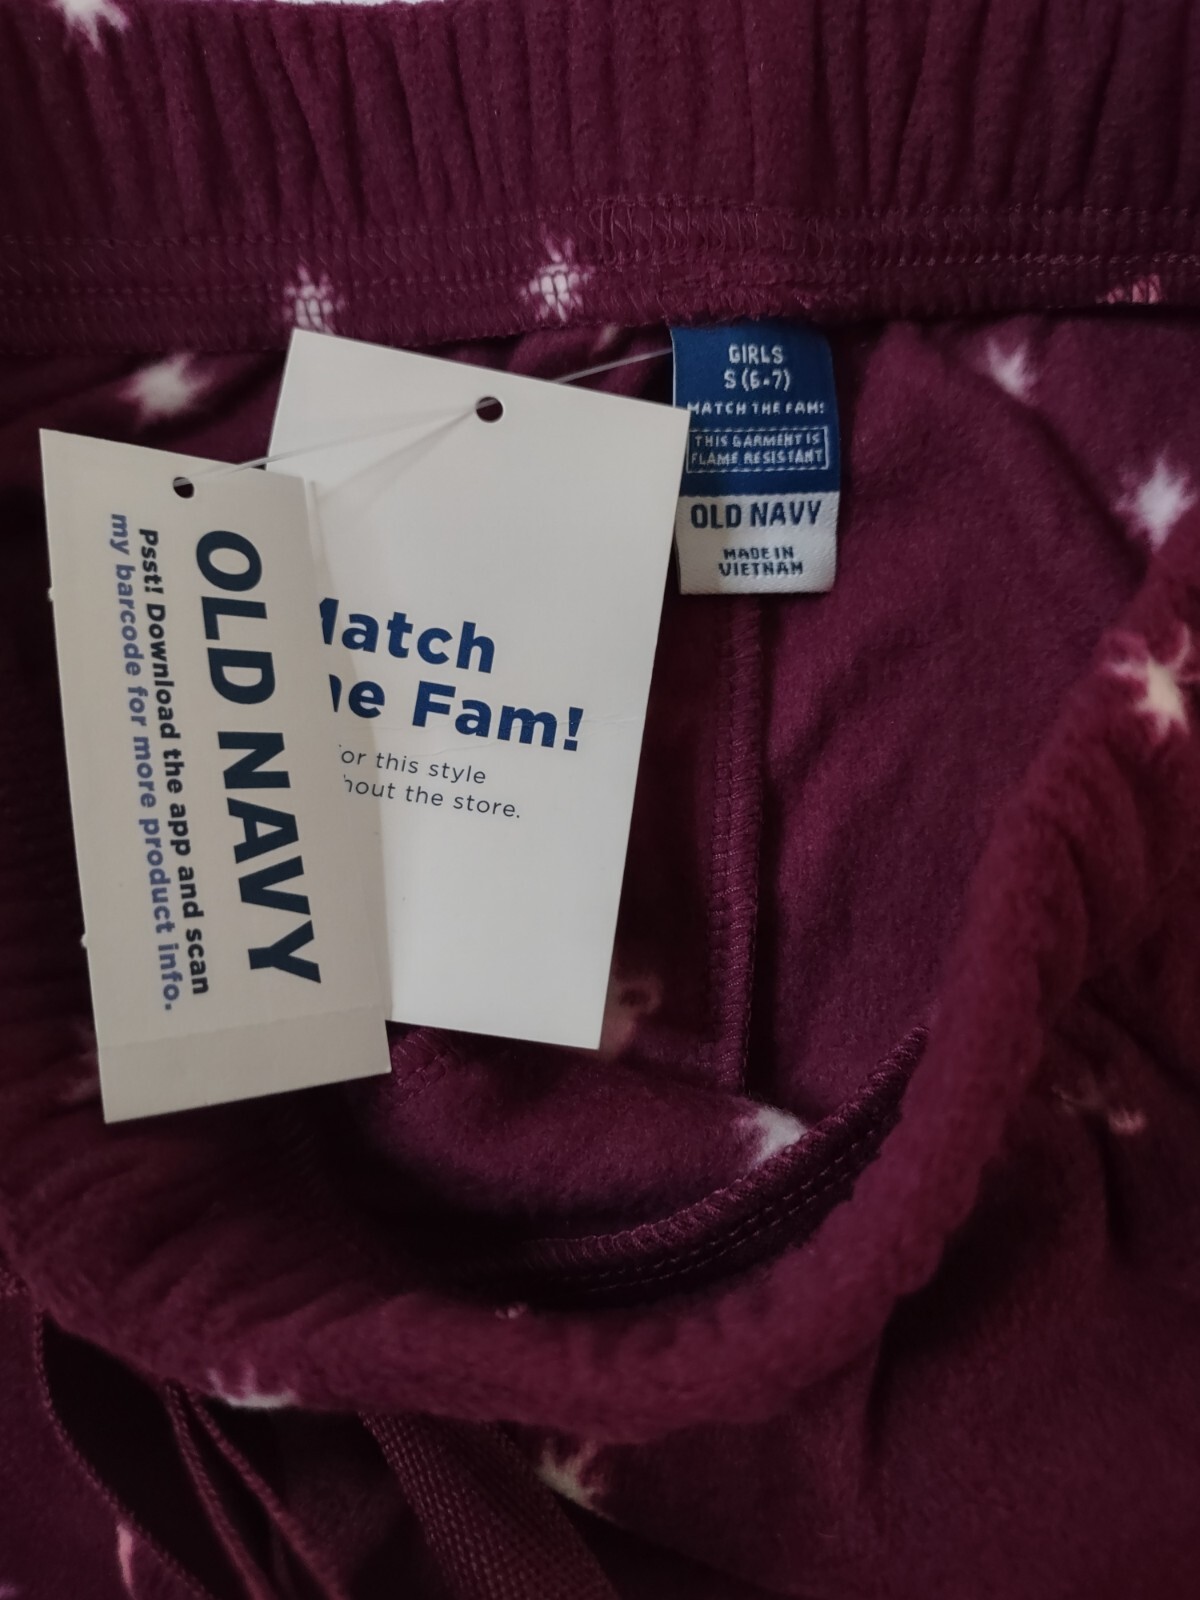 OLD NAVY
Psst! Download the app and scan
my barcode for more product info.
atch
e Fam!
or this style
hout the store.
GIRLS
S (6-7)
MATCH THE FAM!
THIS GARMENT IS
FLAME RESISTANT
OLD NAVY
MADE IN
VIETNAM